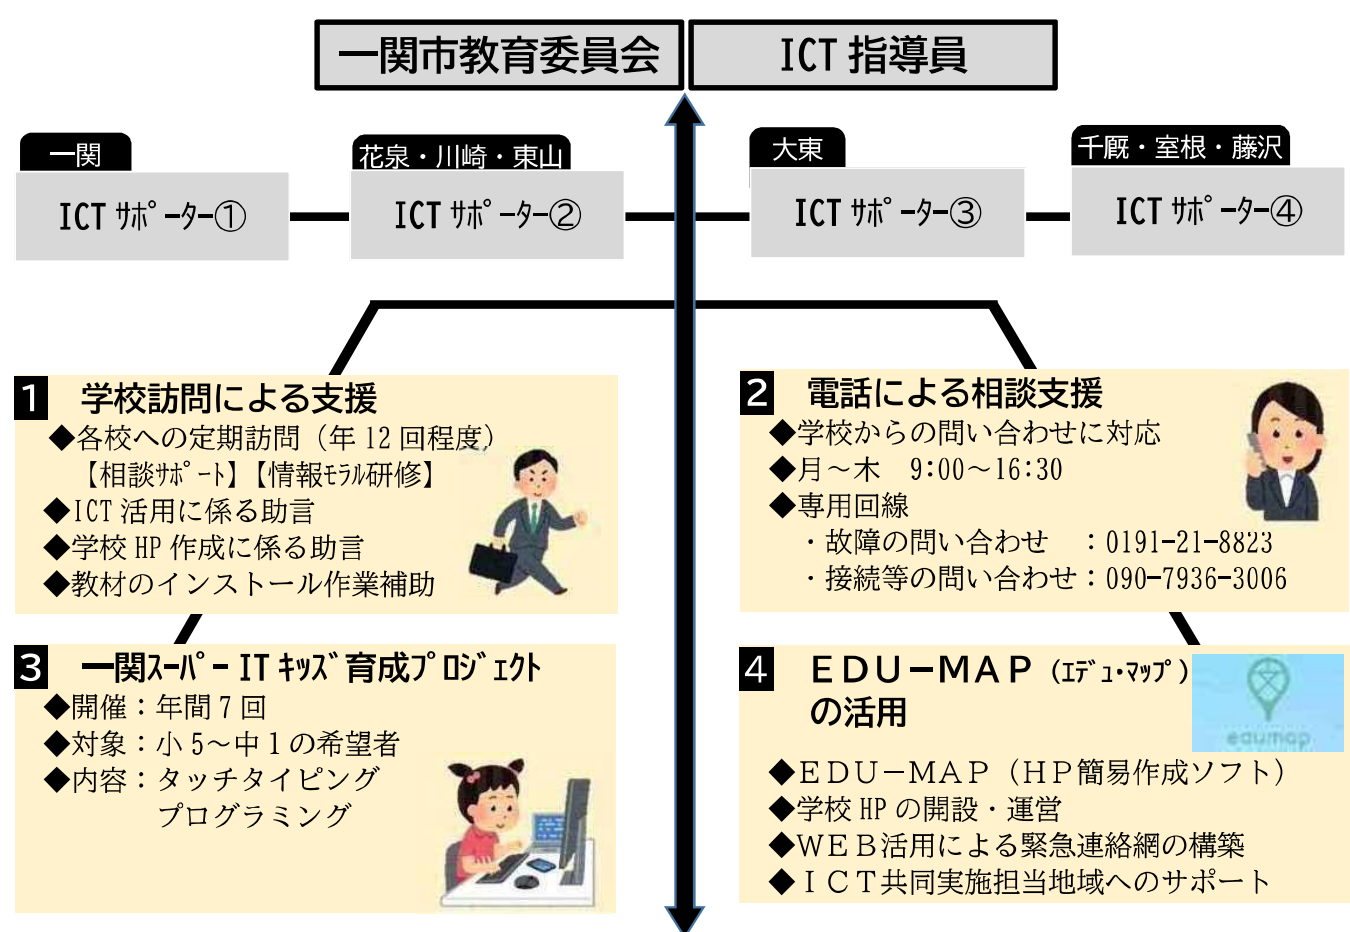 一関市教育委員会
ICT 指導員
一関
ICT ｻﾎﾟｰﾀｰ①
花泉・川崎・東山
ICT ｻﾎﾟｰﾀｰ②
大東
ICT ｻﾎﾟｰﾀｰ③
千厩・室根・藤沢
ICT ｻﾎﾟｰﾀｰ④
1 学校訪問による支援
◆各校への定期訪問（年 12 回程度）
【相談ｻﾎﾟｰﾄ】【情報ﾓﾗﾙ研修】
◆ICT 活用に係る助言
◆学校 HP 作成に係る助言
◆教材のインストール作業補助
2 電話による相談支援
◆学校からの問い合わせに対応
◆月～木　9:00～16:30
◆専用回線
・故障の問い合わせ　：0191-21-8823
・接続等の問い合わせ：090-7936-3006
3 一関ｽｰﾊﾟｰ IT ｷｯｽﾞ育成ﾌﾟﾛｼﾞｪｸﾄ
◆開催：年間７回
◆対象：小 5～中１の希望者
◆内容：タッチタイピング
プログラミング
4 ＥＤＵ－ＭＡＰ (ｴﾃﾞｭ･ﾏｯﾌﾟ)
の活用
edumap
◆ＥＤＵ－ＭＡＰ（ＨＰ簡易作成ソフト）
◆学校 HP の開設・運営
◆ＷＥＢ活用による緊急連絡網の構築
◆ＩＣＴ共同実施担当地域へのサポート